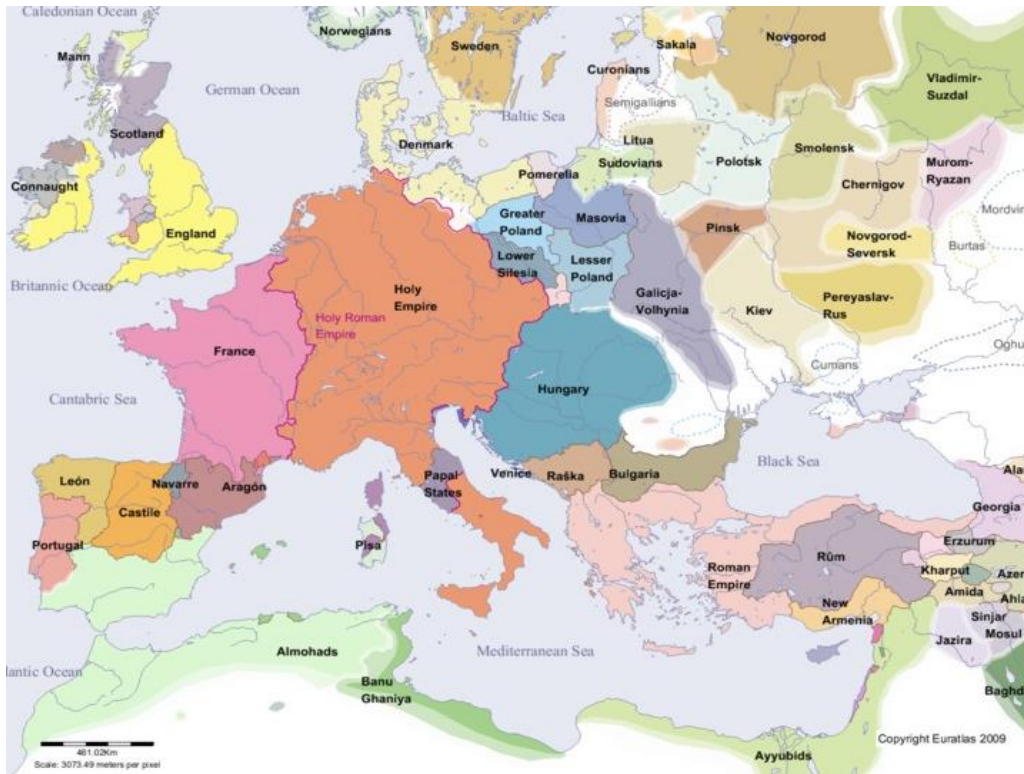 Caledonian Ocean
Norwegians
Sweden
Sakala
Novgorod
Mann
Curonians
Vladimir-
Suzdal
German Ocean
Semigallians
Baltic Sea
Scotland
Denmark
Litua
Smolensk
Sudovians
Polotsk
Murom-
Ryazan
Connaught
Pomerelia
Chernigov
Greater
Poland
Masovia
Mordvin
England
Pinsk
Novgorod-
Seversk
Burtas
Lower
Silesia
Lesser
Poland
Britannic Ocean
Holy
Empire
Galicja-
Volhynia
Kiev
Pereyaslav-
Rus
Holy Roman
Empire
France
Oghu
Cumans
Hungary
Cantabric Sea
Black Sea
León
Navarre
Aragón
Papal
States
Venice
Raška
Bulgaria
Ala
Castile
Georgia
Portugal
Pisa
Erzurum
Roman
Empire
Rûm
Kharput
Azer
Amida
New
Armenia
Ahla
Sinjar
Jazira
Mosul
Almohads
Mediterranean Sea
lantic Ocean
Banu
Ghaniya
Baghd
461.02Km
Scale: 3073.49 meters per pixel
Copyright Euratlas 2009
Ayyubids